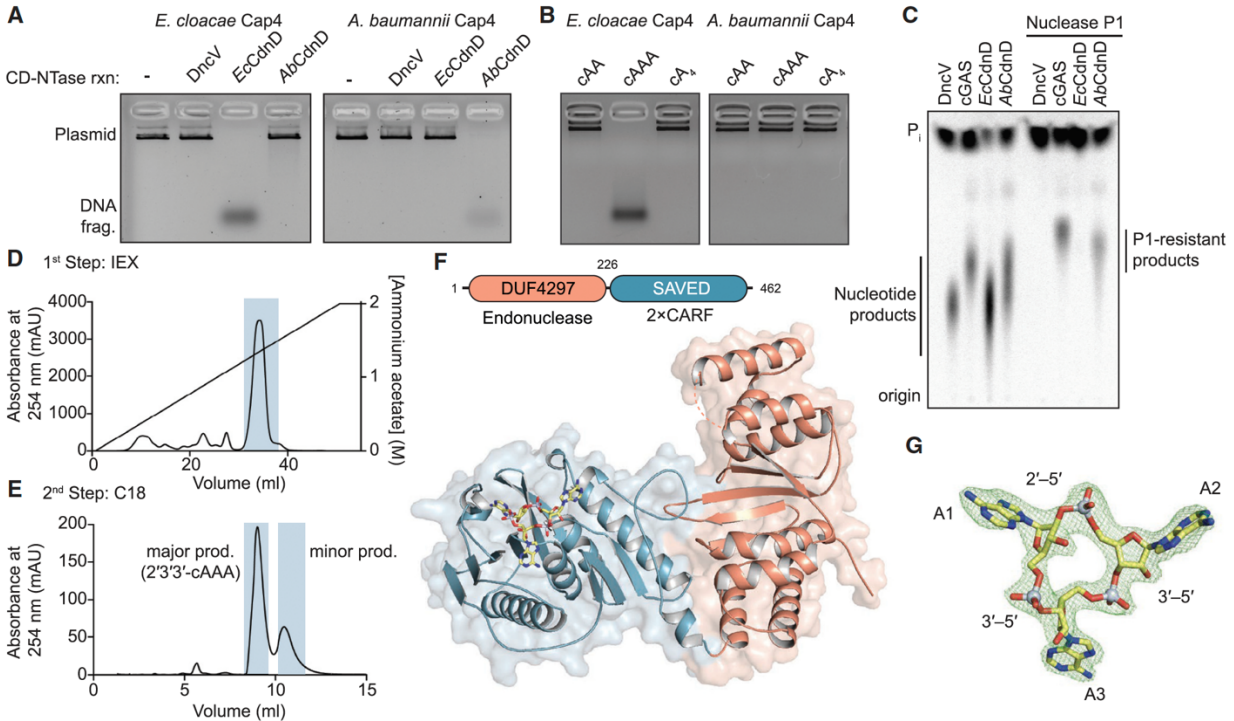 A
E. cloacae Cap4
A. baumannii Cap4
CD-NTase rxn:
-
DncV
EcCdnD
AbCdnD
-
DncV
EcCdnD
AbCdnD
Plasmid
DNA
frag.
B
E. cloacae Cap4
A. baumannii Cap4
cAA
cAAA
cA₄
cAA
cAAA
cA₄
C
Nuclease P1
DncV
cGAS
EcCdnD
AbCdnD
DncV
cGAS
EcCdnD
AbCdnD
Pᵢ
P1-resistant
products
Nucleotide
products
origin
D
1ˢᵗ Step: IEX
Absorbance at
254 nm (mAU)
4000
3000
2000
1000
0
2
1
0
[Ammonium
acetate] (M)
0
20
40
Volume (ml)
E
2ⁿᵈ Step: C18
Absorbance at
254 nm (mAU)
200
150
100
50
0
major prod.
(2′3′3′-cAAA)
minor prod.
0
5
10
15
Volume (ml)
F
226
1
DUF4297
SAVED
462
Endonuclease
2×CARF
G
2′–5′
A1
A2
3′–5′
3′–5′
A3